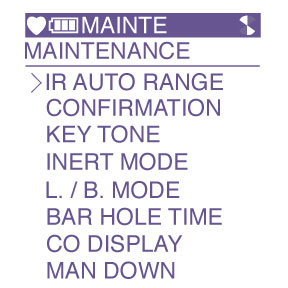 MAINTE
MAINTENANCE
IR AUTO RANGE
CONFIRMATION
KEY TONE
INERT MODE
L. / B. MODE
BAR HOLE TIME
CO DISPLAY
MAN DOWN